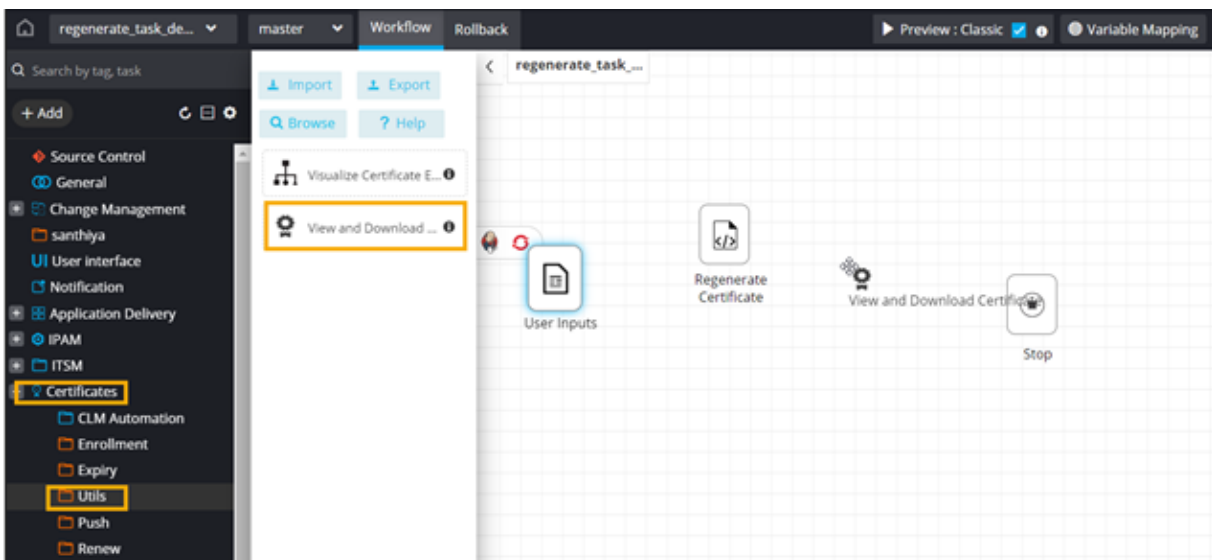 regenerate_task_de...
master
Workflow
Rollback
Preview : Classic
Variable Mapping
Search by tag, task
+ Add
Source Control
General
Change Management
santhiya
UI User interface
Notification
Application Delivery
IPAM
ITSM
Certificates
CLM Automation
Enrollment
Expiry
Utils
Push
Renew
Import
Export
Browse
? Help
Visualize Certificate E...
View and Download ...
regenerate_task_...
User Inputs
Regenerate
Certificate
View and Download Certificate
Stop